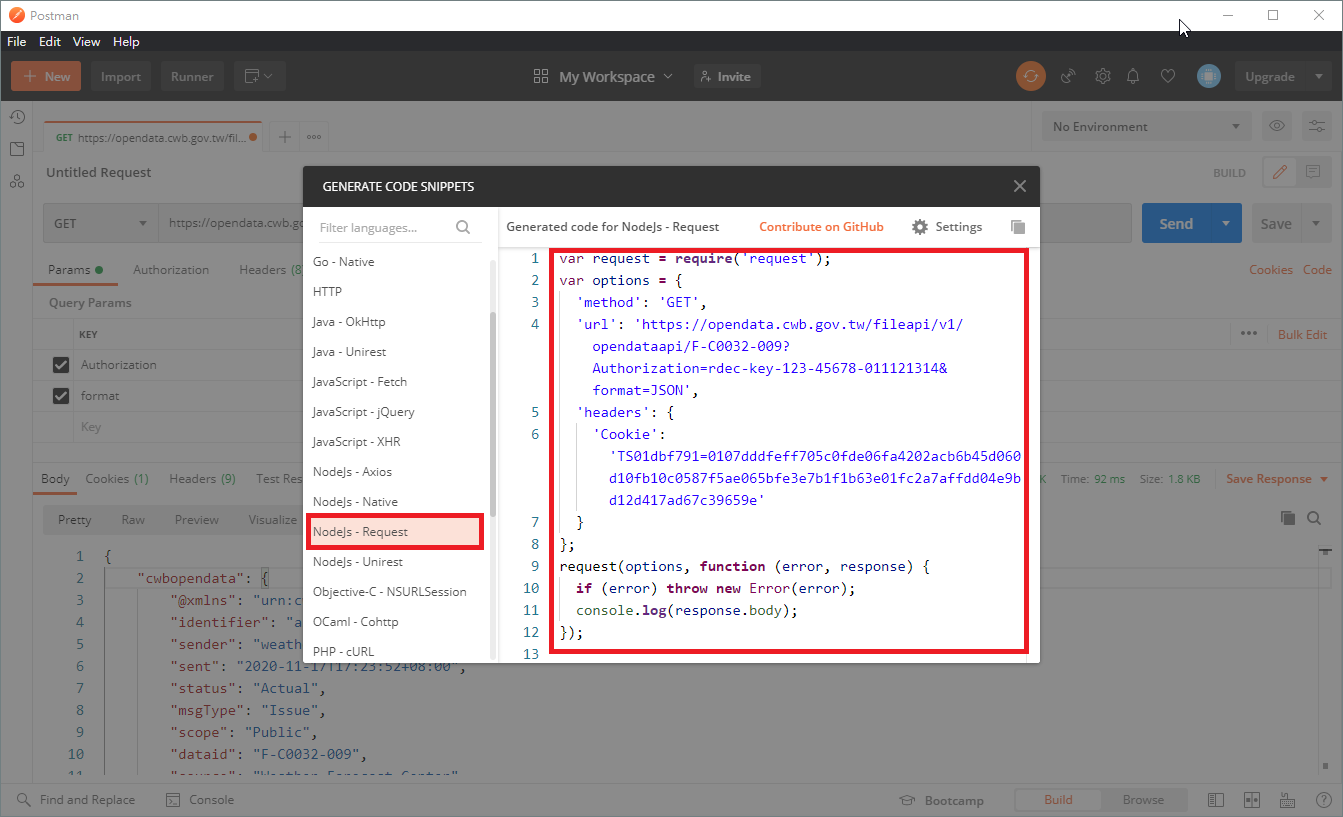 Postman
File Edit View Help
New Import Runner My Workspace Invite Upgrade
GET https://opendata.cwb.gov.tw/fil... No Environment
Untitled Request BUILD
GET https://opendata.cwb.go Send Save
Params Authorization Headers (8 Cookies Code
Query Params
KEY Bulk Edit
Authorization
format
Key
Body Cookies (1) Headers (9) Test Res K Time: 92 ms Size: 1.8 KB Save Response
Pretty Raw Preview Visualize
1 {
2 "cwbopendata": {
3 "@xmlns": "urn:c
4 "identifier": "a
5 "sender": "weath
6 "sent": "2020-11-17T17:23:52+08:00",
7 "status": "Actual",
8 "msgType": "Issue",
9 "scope": "Public",
10 "dataid": "F-C0032-009",
11 "source": "Weather Forecast Center"
GENERATE CODE SNIPPETS
Filter languages...
Go - Native
HTTP
Java - OkHttp
Java - Unirest
JavaScript - Fetch
JavaScript - jQuery
JavaScript - XHR
NodeJs - Axios
NodeJs - Native
NodeJs - Request
NodeJs - Unirest
Objective-C - NSURLSession
OCaml - Cohttp
PHP - cURL
Generated code for NodeJs - Request Contribute on GitHub Settings
1 var request = require('request');
2 var options = {
3 'method': 'GET',
4 'url': 'https://opendata.cwb.gov.tw/fileapi/v1/
opendataapi/F-C0032-009?
Authorization=rdec-key-123-45678-011121314&
format=JSON',
5 'headers': {
6 'Cookie':
'TS01dbf791=0107dddfeff705c0fde06fa4202acb6b45d060
d10fb10c0587f5ae065bfe3e7b1f1b63e01fc2a7affdd04e9b
d12d417ad67c39659e'
7 }
8 };
9 request(options, function (error, response) {
10 if (error) throw new Error(error);
11 console.log(response.body);
12 });
13
Find and Replace Console Bootcamp Build Browse